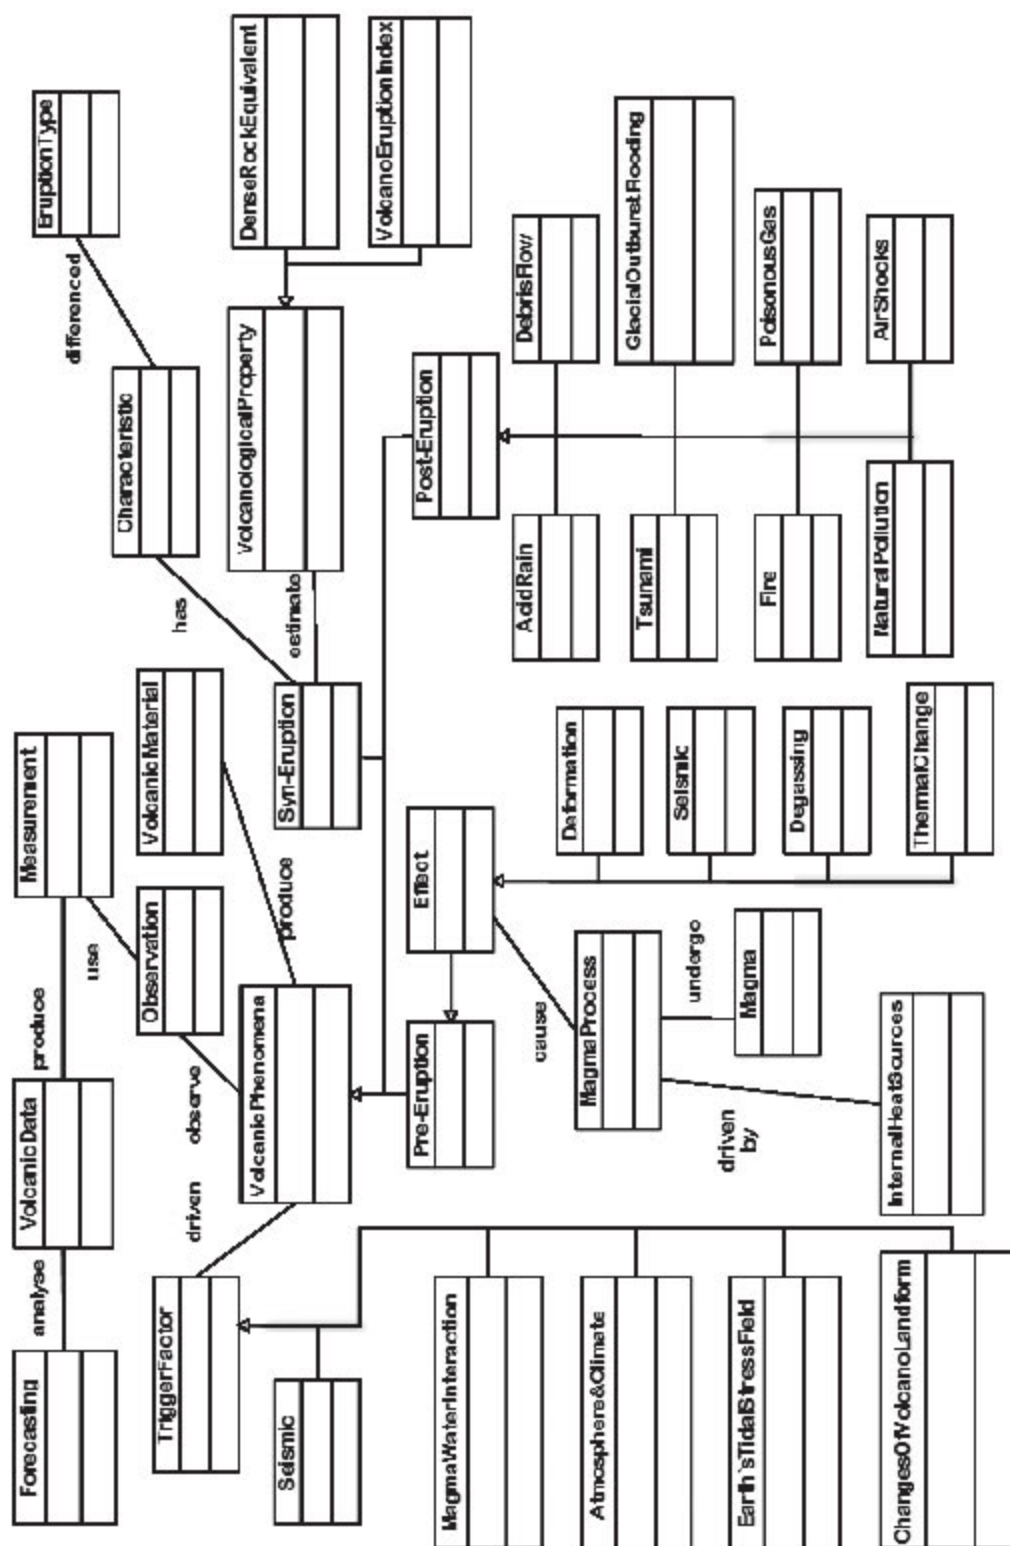 Forecasting
analyse
VolcanicData
produce
Measurement
use
Observation
observe
VolcanicMaterial
produce
VolcanicPhenomena
driven
TriggerFactor
Seismic
MagmaWaterInteraction
Atmosphere&Climate
Earth`sTidalStressField
ChangesOfVolcanoLandform
EruptionType
differenced
Characteristic
has
DenseRockEquivalent
VolcanoEruptionIndex
VolcanologicalProperty
estimate
Syn-Eruption
Pre-Eruption
Effect
Post-Eruption
cause
MagmaProcess
undergo
Magma
driven
by
InternalHeatSources
Deformation
Seismic
Degassing
ThermalChange
AcidRain
DebrisFlow
Tsunami
GlacialOutburstFlooding
Fire
PoisonousGas
NaturalPollution
AirShocks